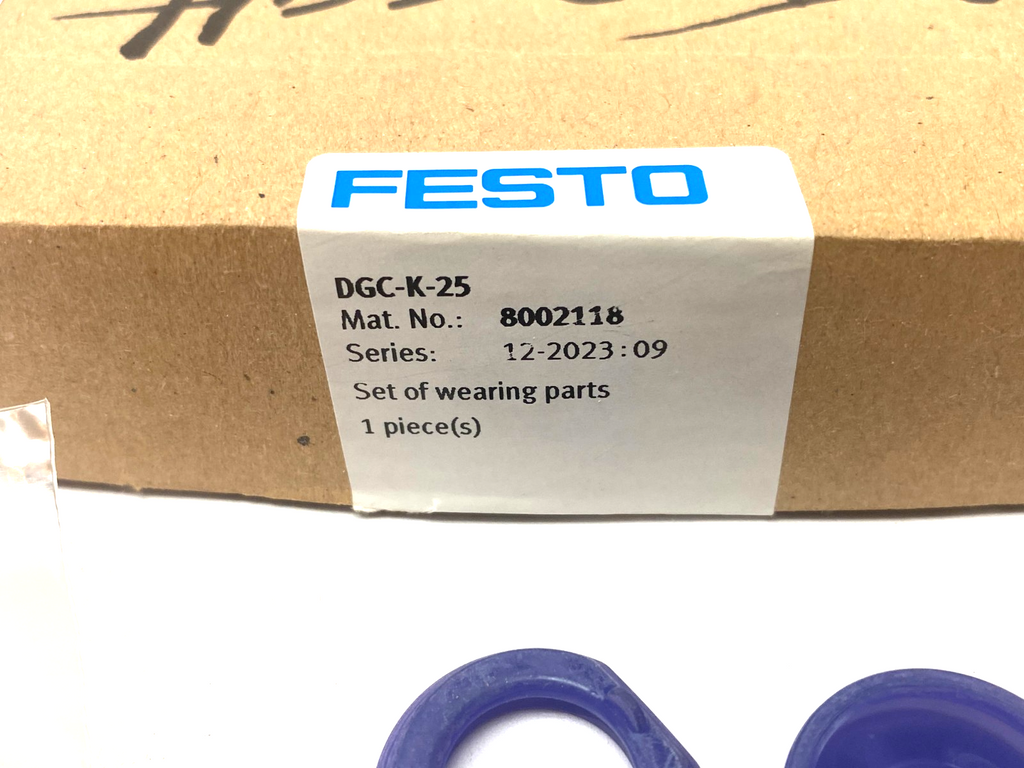 FESTO
DGC-K-25
Mat. No.: 8002118
Series: 12-2023:09
Set of wearing parts
1 piece(s)